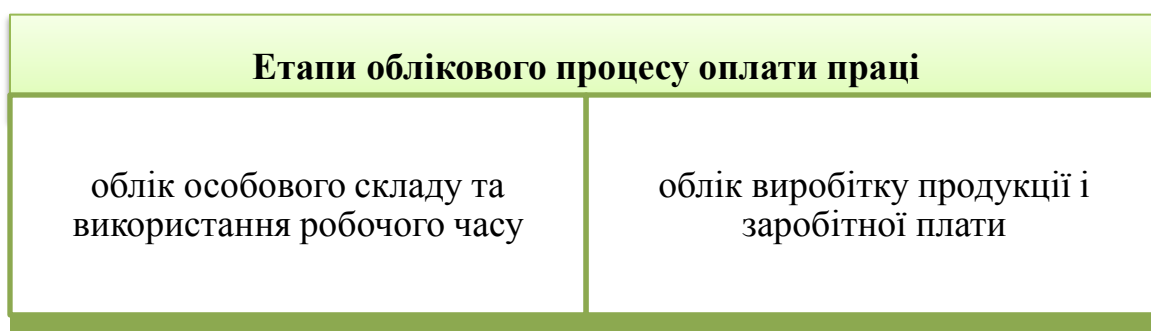 Етапи облікового процесу оплати праці
облік особового складу та
використання робочого часу
облік виробітку продукції і
заробітної плати